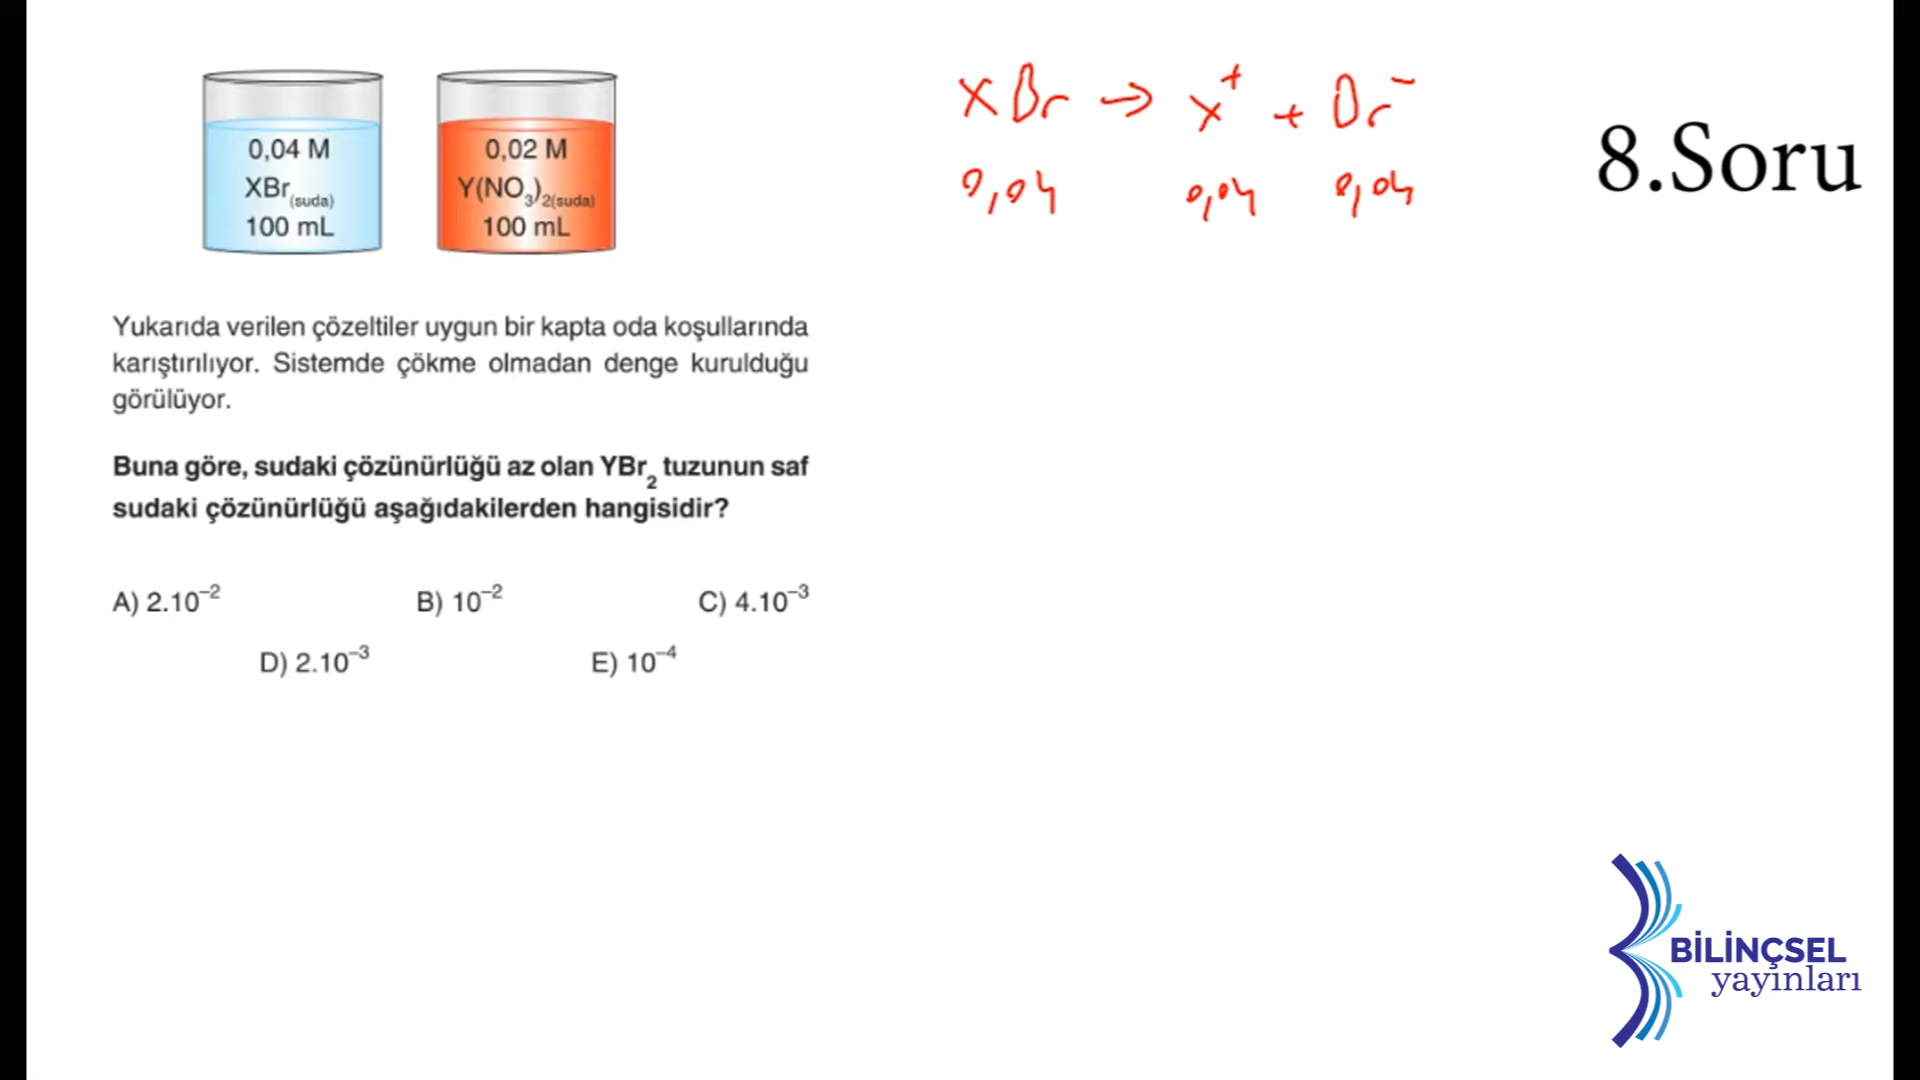 0,04 M
XBr(suda)
100 mL
0,02 M
Y(NO3)2(suda)
100 mL
XBr → X⁺ + Br⁻
0,04 0,04 0,04
8.Soru
Yukarıda verilen çözeltiler uygun bir kapta oda koşullarında
karıştırılıyor. Sistemde çökme olmadan denge kurulduğu
görülüyor.
Buna göre, sudaki çözünürlüğü az olan YBr2 tuzunun saf
sudaki çözünürlüğü aşağıdakilerden hangisidir?
A) 2.10⁻² B) 10⁻² C) 4.10⁻³
D) 2.10⁻³ E) 10⁻⁴
BİLİNÇSEL
yayınları